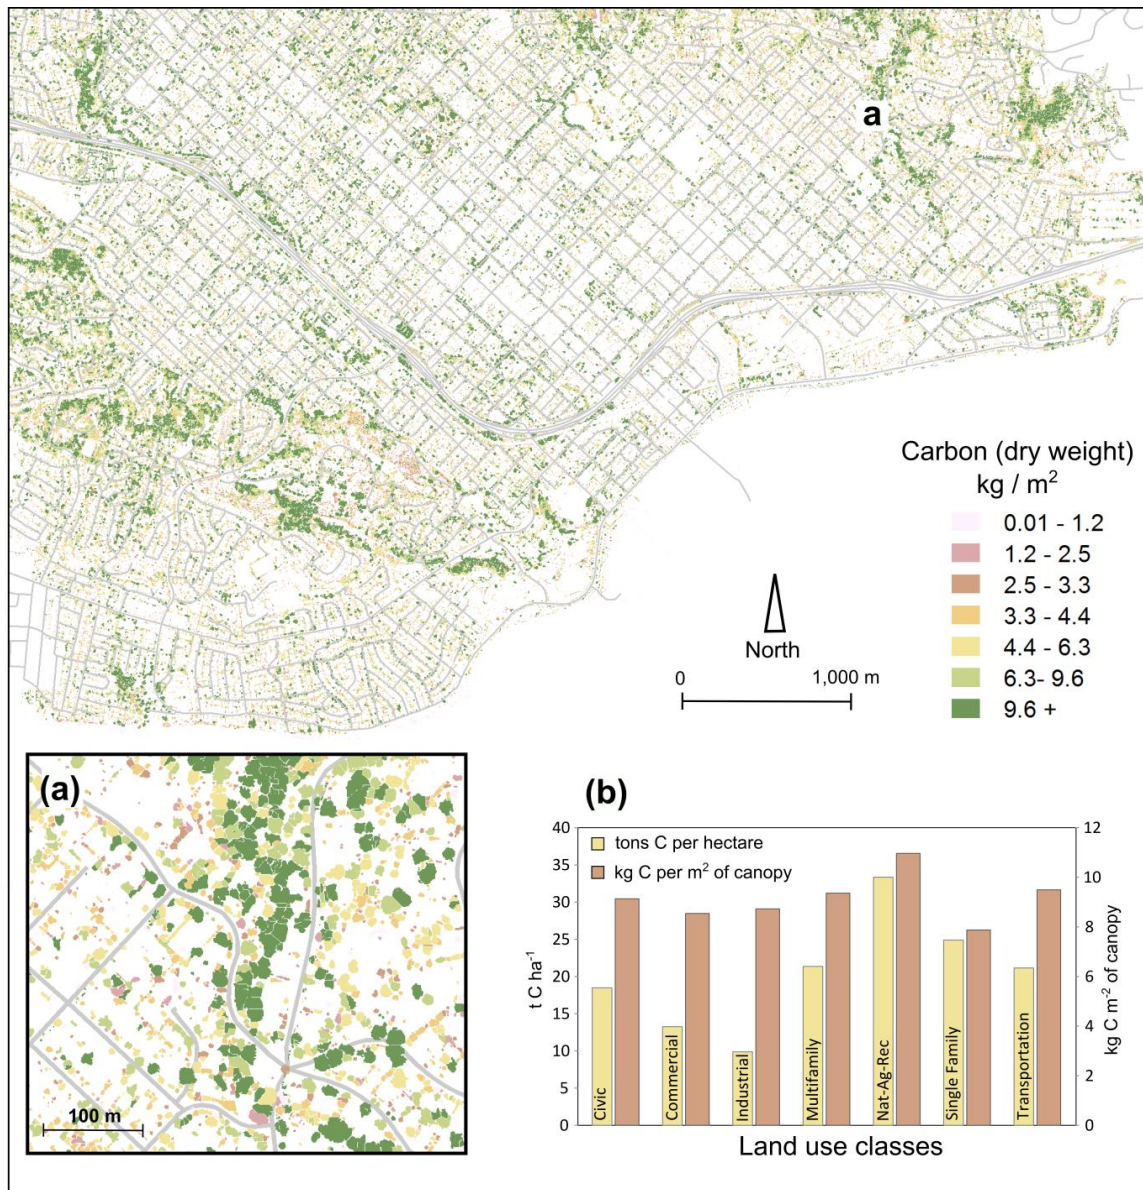 a
Carbon (dry weight)
kg / m²
0.01 - 1.2
1.2 - 2.5
2.5 - 3.3
3.3 - 4.4
4.4 - 6.3
6.3- 9.6
9.6 +
North
0 1,000 m
(a)
100 m
(b)
tons C per hectare
kg C per m² of canopy
40
35
30
25
20
15
10
5
0
t C ha⁻¹
12
10
8
6
4
2
0
kg C m⁻² of canopy
Civic
Commercial
Industrial
Multifamily
Nat-Ag-Rec
Single Family
Transportation
Land use classes